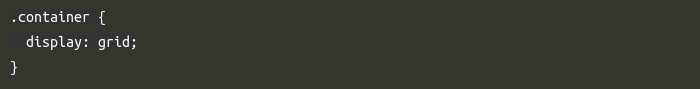 .container {
  display: grid;
}